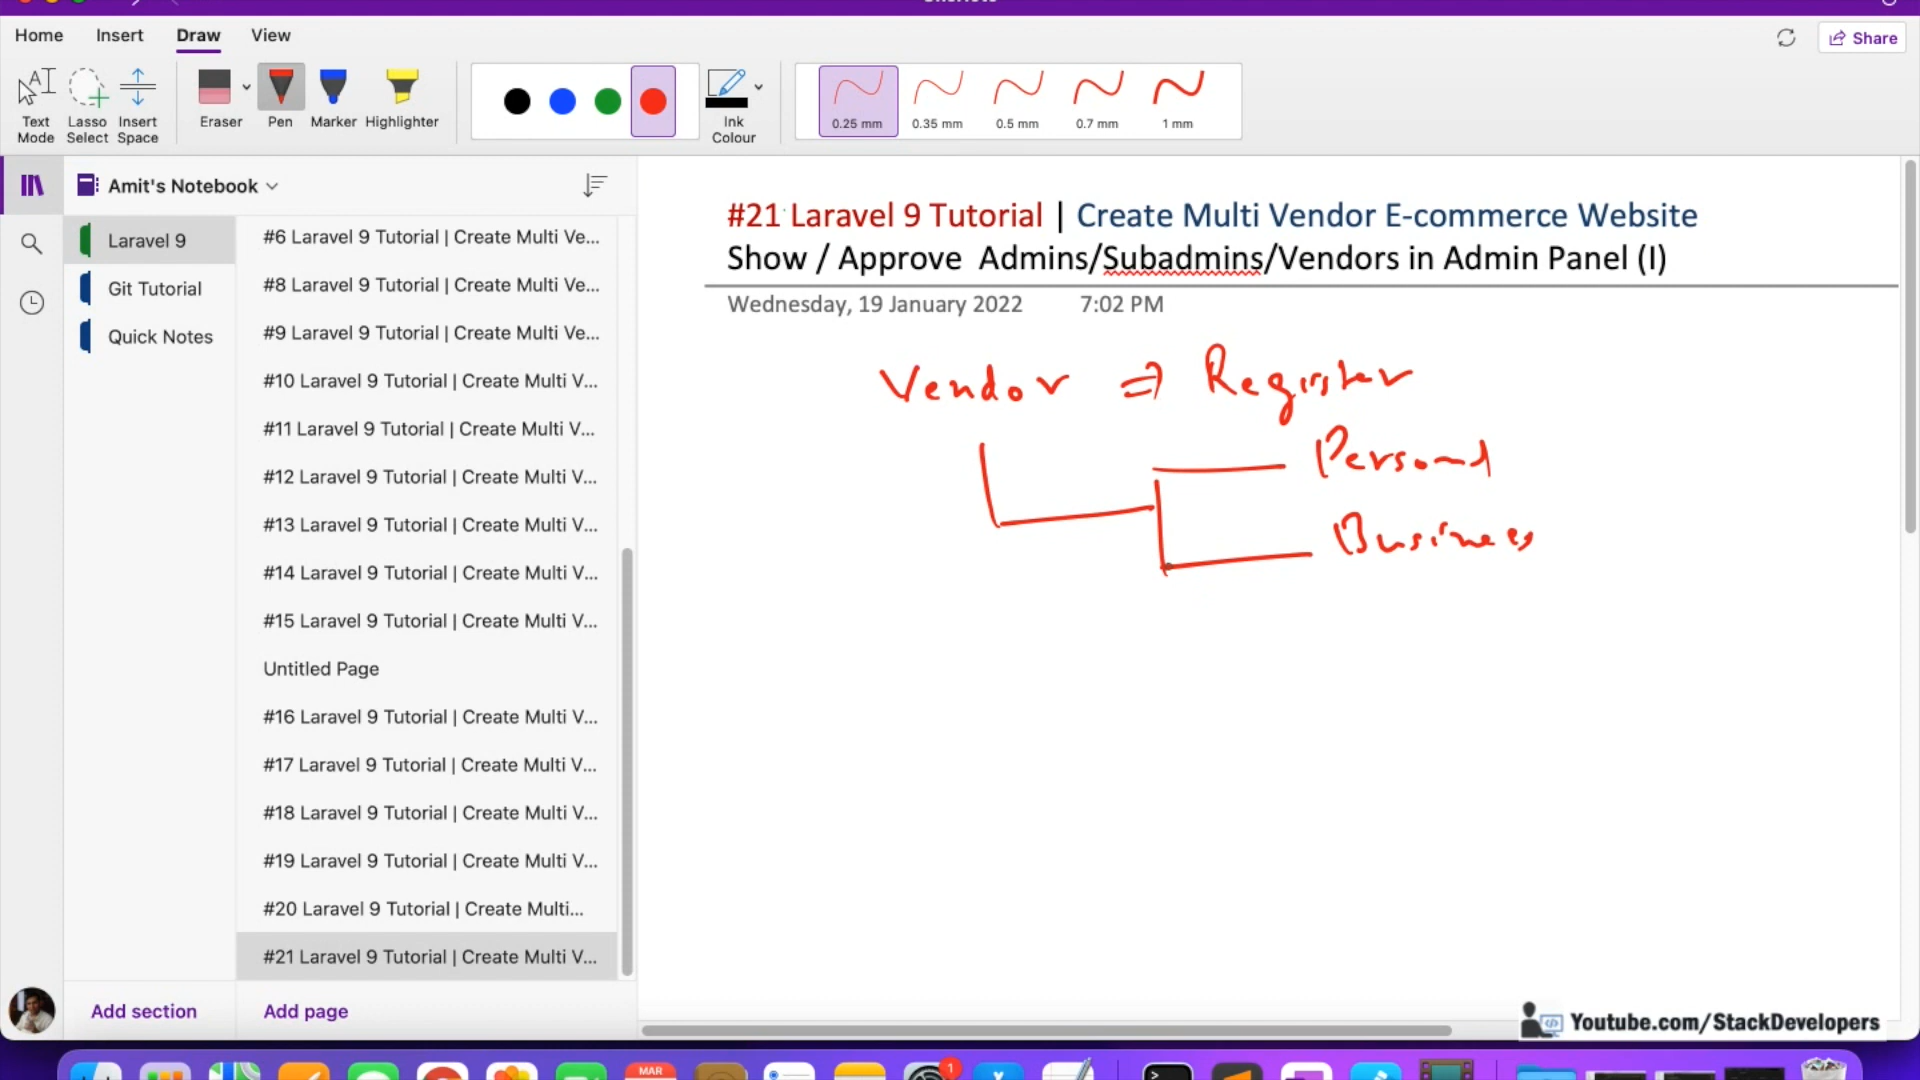 Home Insert Draw View
Share
Text Mode
Lasso Select
Insert Space
Eraser
Pen
Marker
Highlighter
Ink Colour
0.25 mm
0.35 mm
0.5 mm
0.7 mm
1 mm
Amit's Notebook
Laravel 9
Git Tutorial
Quick Notes
#6 Laravel 9 Tutorial | Create Multi Ve...
#8 Laravel 9 Tutorial | Create Multi Ve...
#9 Laravel 9 Tutorial | Create Multi Ve...
#10 Laravel 9 Tutorial | Create Multi V...
#11 Laravel 9 Tutorial | Create Multi V...
#12 Laravel 9 Tutorial | Create Multi V...
#13 Laravel 9 Tutorial | Create Multi V...
#14 Laravel 9 Tutorial | Create Multi V...
#15 Laravel 9 Tutorial | Create Multi V...
Untitled Page
#16 Laravel 9 Tutorial | Create Multi V...
#17 Laravel 9 Tutorial | Create Multi V...
#18 Laravel 9 Tutorial | Create Multi V...
#19 Laravel 9 Tutorial | Create Multi V...
#20 Laravel 9 Tutorial | Create Multi...
#21 Laravel 9 Tutorial | Create Multi V...
Add section
Add page
#21 Laravel 9 Tutorial | Create Multi Vendor E-commerce Website
Show / Approve Admins/Subadmins/Vendors in Admin Panel (I)
Wednesday, 19 January 2022 7:02 PM
Vendor ⇒ Register
Personal
Business
Youtube.com/StackDevelopers
MAR
1